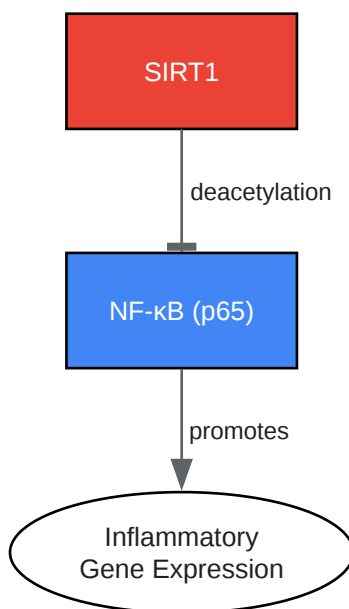 SIRT1
deacetylation
NF-κB (p65)
promotes
Inflammatory
Gene Expression